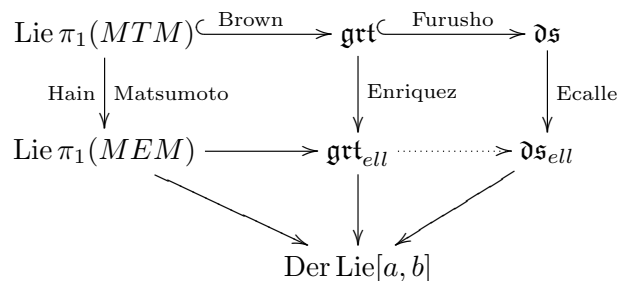 Brown Furusho
Lie π₁(MTM) 𝔤𝔯𝔱 𝔡𝔰
Hain Matsumoto Enriquez Ecalle
Lie π₁(MEM) 𝔤𝔯𝔱ₑₗₗ 𝔡𝔰ₑₗₗ
Der Lie[a, b]